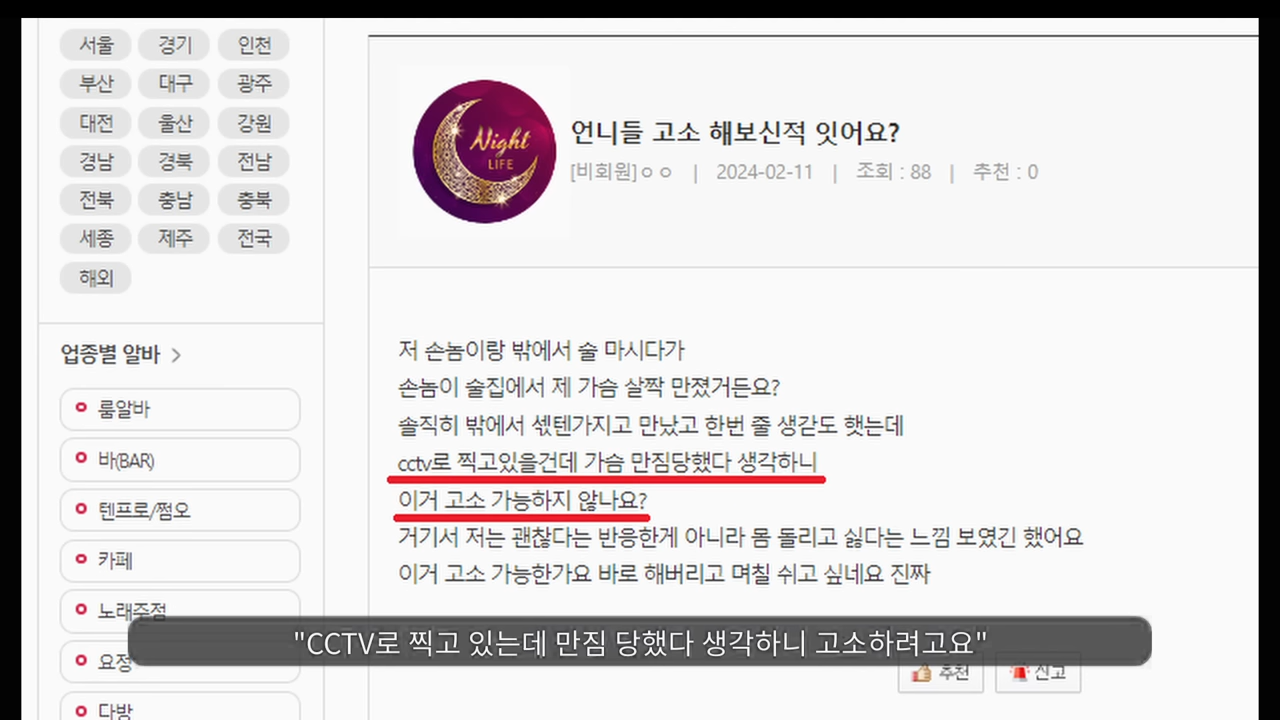 서울 경기 인천
부산 대구 광주
대전 울산 강원
경남 경북 전남
전북 충남 충북
세종 제주 전국
해외
업종별 알바 >
룸알바
바(BAR)
텐프로/쩜오
카페
노래주점
요정
다방
Night
LIFE
언니들 고소 해보신적 잇어요?
[비회원]ㅇㅇ | 2024-02-11 | 조회 : 88 | 추천 : 0
저 손놈이랑 밖에서 술 마시다가
손놈이 술집에서 제 가슴 살짝 만졌거든요?
솔직히 밖에서 섻텐가지고 만났고 한번 줄 생갇도 햇는데
cctv로 찍고있을건데 가슴 만짐당했다 생각하니
이거 고소 가능하지 않나요?
거기서 저는 괜찮다는 반응한게 아니라 몸 돌리고 싫다는 느낌 보였긴 했어요
이거 고소 가능한가요 바로 해버리고 며칠 쉬고 싶네요 진짜
"CCTV로 찍고 있는데 만짐 당했다 생각하니 고소하려고요"
추천 신고